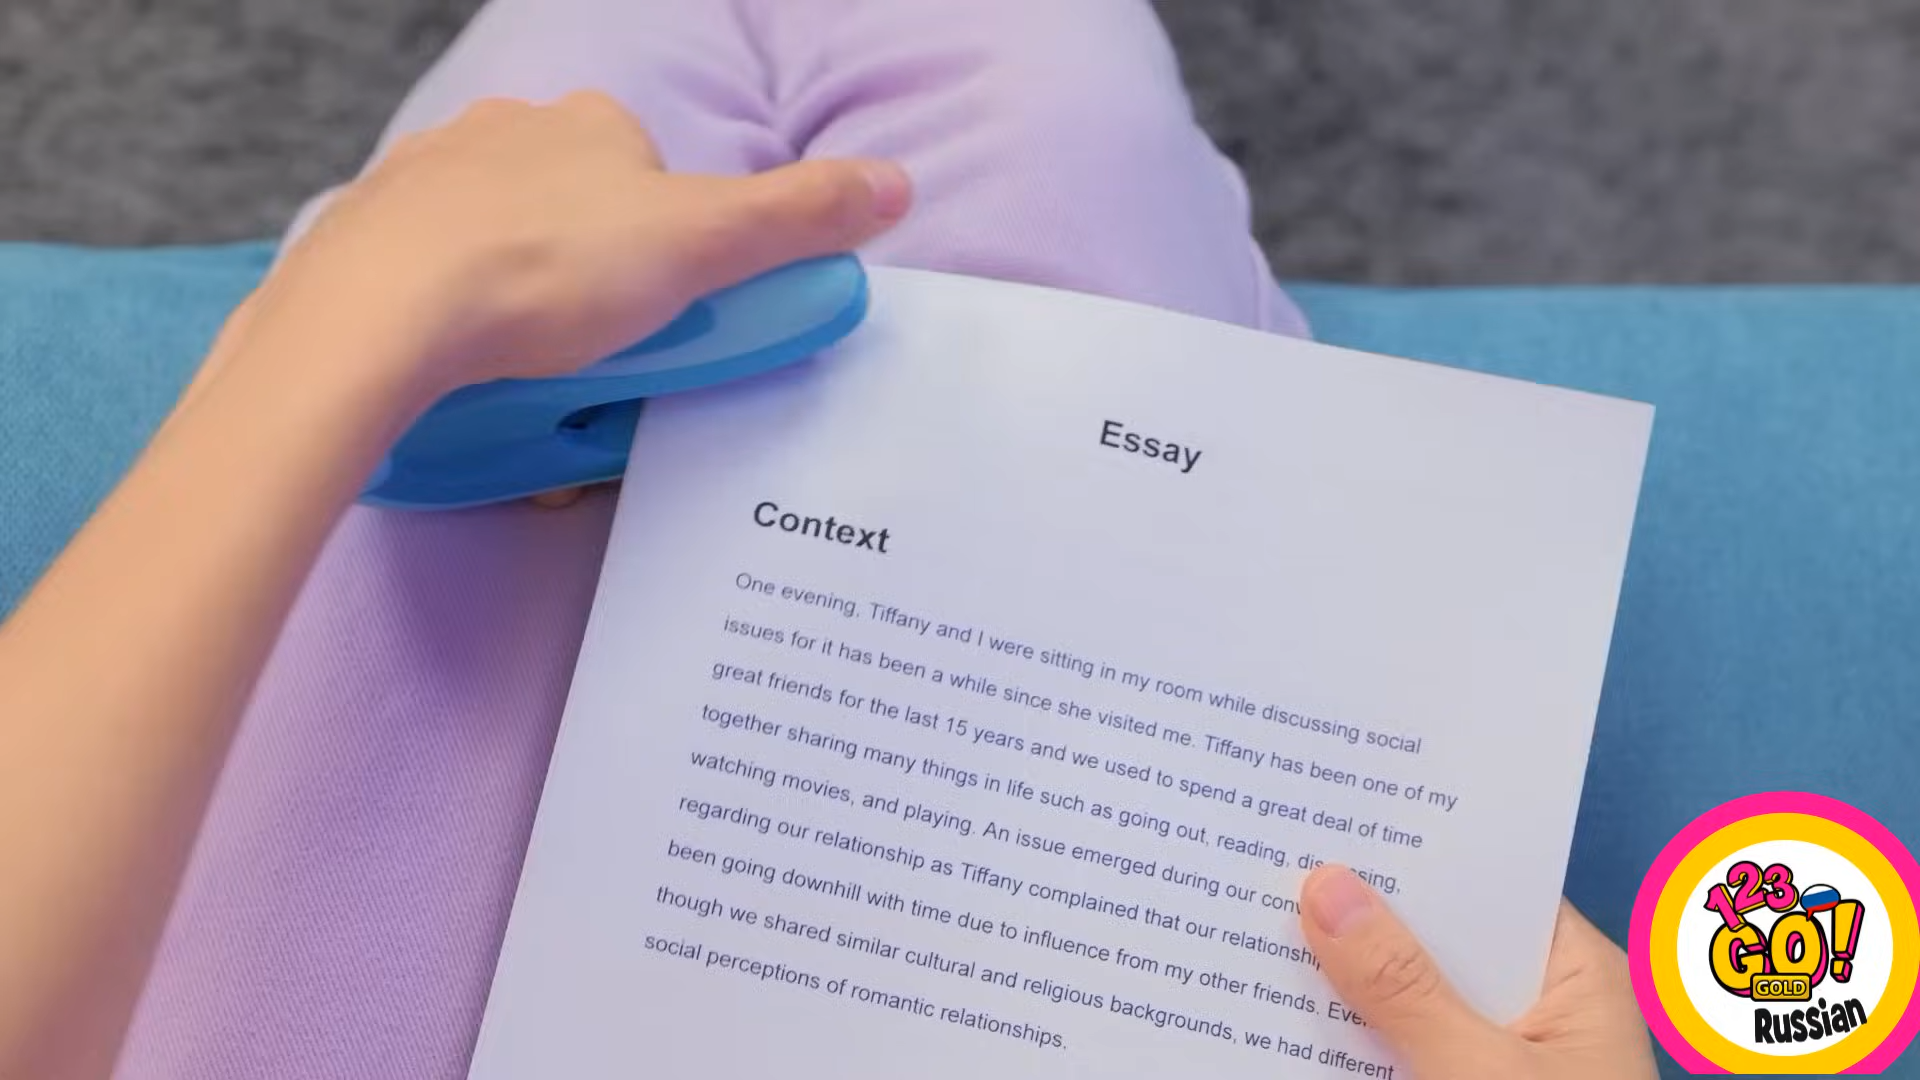 Essay
Context
One evening, Tiffany and I were sitting in my room while discussing social
issues for it has been a while since she visited me. Tiffany has been one of my
great friends for the last 15 years and we used to spend a great deal of time
together sharing many things in life such as going out, reading,
watching movies, and playing. An issue emerged during our
regarding our relationship as Tiffany complained that our
been going downhill with time due to influence from my other friends.
though we shared similar cultural and religious backgrounds, we had different
social perceptions of romantic relationships.
123
GO!
GOLD
Russian